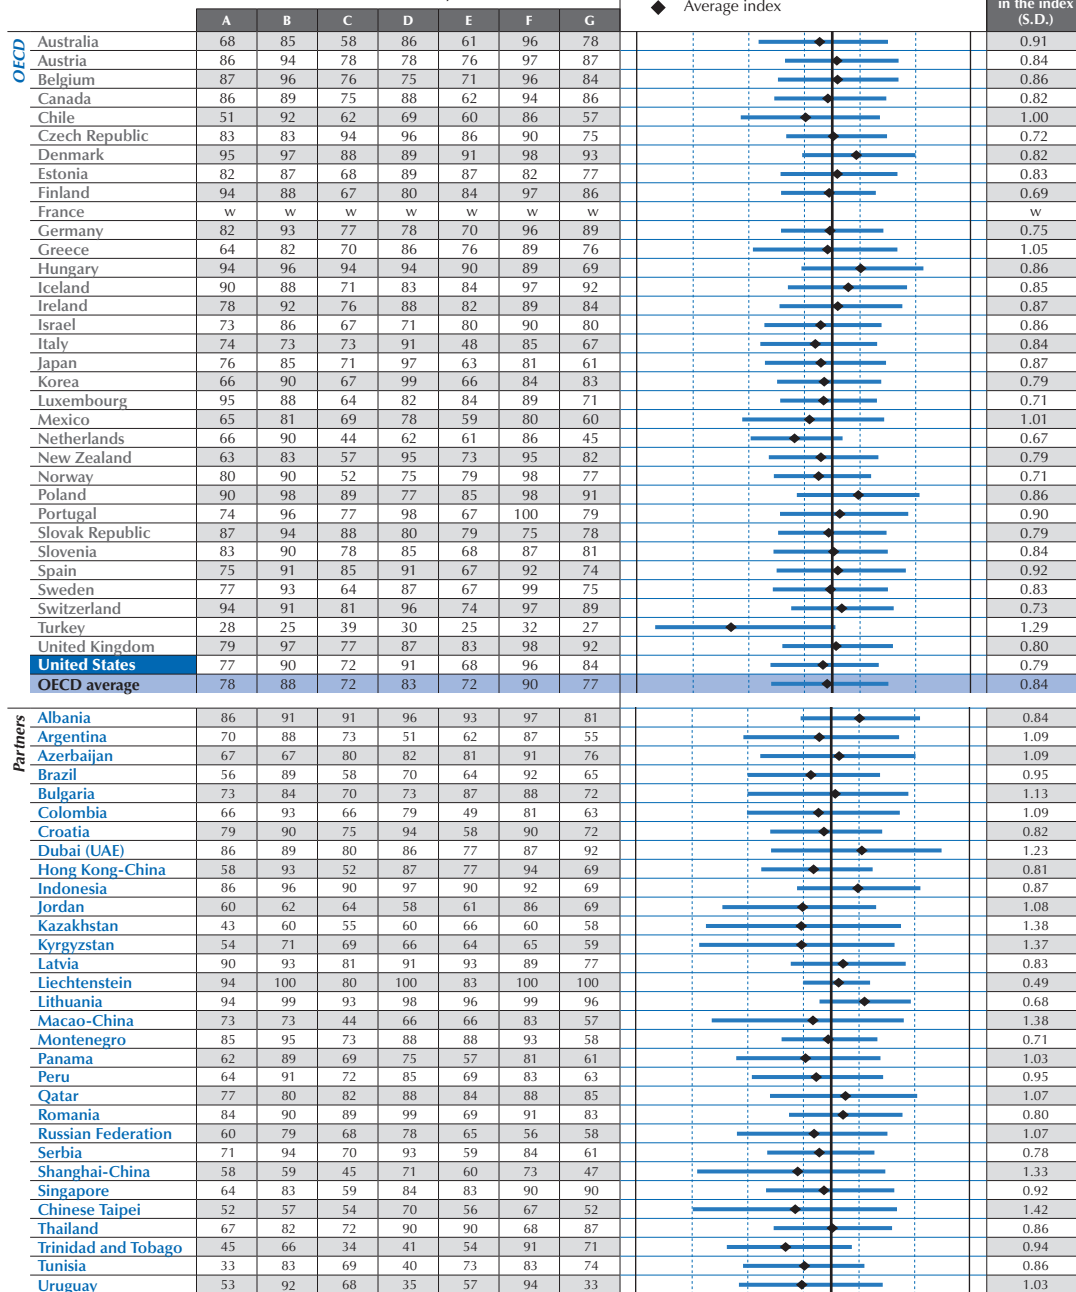 Average index
in the index
(S.D.)
A B C D E F G
OECD
Australia 68 85 58 86 61 96 78 0.91
Austria 86 94 78 78 76 97 87 0.84
Belgium 87 96 76 75 71 96 84 0.86
Canada 86 89 75 88 62 94 86 0.82
Chile 51 92 62 69 60 86 57 1.00
Czech Republic 83 83 94 96 86 90 75 0.72
Denmark 95 97 88 89 91 98 93 0.82
Estonia 82 87 68 89 87 82 77 0.83
Finland 94 88 67 80 84 97 86 0.69
France w w w w w w w w
Germany 82 93 77 78 70 96 89 0.75
Greece 64 82 70 86 76 89 76 1.05
Hungary 94 96 94 94 90 89 69 0.86
Iceland 90 88 71 83 84 97 92 0.85
Ireland 78 92 76 88 82 89 84 0.87
Israel 73 86 67 71 80 90 80 0.86
Italy 74 73 73 91 48 85 67 0.84
Japan 76 85 71 97 63 81 61 0.87
Korea 66 90 67 99 66 84 83 0.79
Luxembourg 95 88 64 82 84 89 71 0.71
Mexico 65 81 69 78 59 80 60 1.01
Netherlands 66 90 44 62 61 86 45 0.67
New Zealand 63 83 57 95 73 95 82 0.79
Norway 80 90 52 75 79 98 77 0.71
Poland 90 98 89 77 85 98 91 0.86
Portugal 74 96 77 98 67 100 79 0.90
Slovak Republic 87 94 88 80 79 75 78 0.79
Slovenia 83 90 78 85 68 87 81 0.84
Spain 75 91 85 91 67 92 74 0.92
Sweden 77 93 64 87 67 99 75 0.83
Switzerland 94 91 81 96 74 97 89 0.73
Turkey 28 25 39 30 25 32 27 1.29
United Kingdom 79 97 77 87 83 98 92 0.80
United States 77 90 72 91 68 96 84 0.79
OECD average 78 88 72 83 72 90 77 0.84
Partners
Albania 86 91 91 96 93 97 81 0.84
Argentina 70 88 73 51 62 87 55 1.09
Azerbaijan 67 67 80 82 81 91 76 1.09
Brazil 56 89 58 70 64 92 65 0.95
Bulgaria 73 84 70 73 87 88 72 1.13
Colombia 66 93 66 79 49 81 63 1.09
Croatia 79 90 75 94 58 90 72 0.82
Dubai (UAE) 86 89 80 86 77 87 92 1.23
Hong Kong-China 58 93 52 87 77 94 69 0.81
Indonesia 86 96 90 97 90 92 69 0.87
Jordan 60 62 64 58 61 86 69 1.08
Kazakhstan 43 60 55 60 66 60 58 1.38
Kyrgyzstan 54 71 69 66 64 65 59 1.37
Latvia 90 93 81 91 93 89 77 0.83
Liechtenstein 94 100 80 100 83 100 100 0.49
Lithuania 94 99 93 98 96 99 96 0.68
Macao-China 73 73 44 66 66 83 57 1.38
Montenegro 85 95 73 88 88 93 58 0.71
Panama 62 89 69 75 57 81 61 1.03
Peru 64 91 72 85 69 83 63 0.95
Qatar 77 80 82 88 84 88 85 1.07
Romania 84 90 89 99 69 91 83 0.80
Russian Federation 60 79 68 78 65 56 58 1.07
Serbia 71 94 70 93 59 84 61 0.78
Shanghai-China 58 59 45 71 60 73 47 1.33
Singapore 64 83 59 84 83 90 90 0.92
Chinese Taipei 52 57 54 70 56 67 52 1.42
Thailand 67 82 72 90 90 68 87 0.86
Trinidad and Tobago 45 66 34 41 54 91 71 0.94
Tunisia 33 83 69 40 73 83 74 0.86
Uruguay 53 92 68 35 57 94 33 1.03